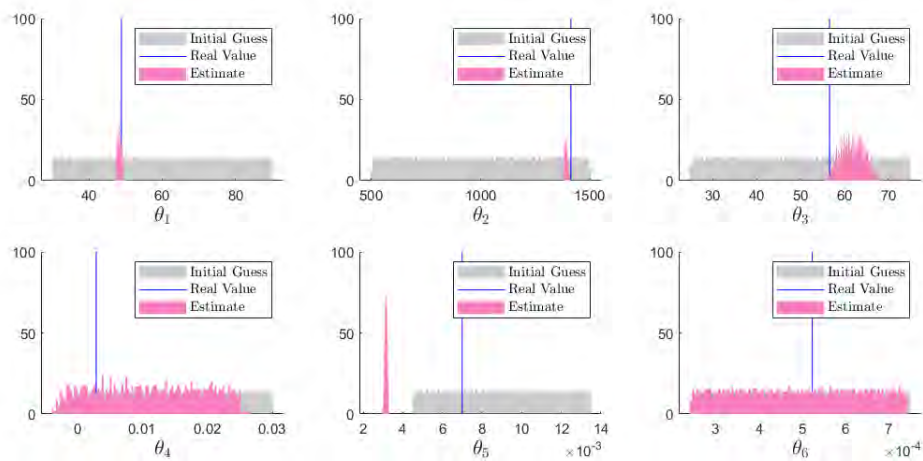 100
50
0
40 60 80
θ1
Initial Guess
Real Value
Estimate
100
50
0
500 1000 1500
θ2
Initial Guess
Real Value
Estimate
100
50
0
30 40 50 60 70
θ3
Initial Guess
Real Value
Estimate
100
50
0
0 0.01 0.02 0.03
θ4
Initial Guess
Real Value
Estimate
100
50
0
2 4 6 8 10 12 14
×10⁻³
θ5
Initial Guess
Real Value
Estimate
100
50
0
3 4 5 6 7
×10⁻⁴
θ6
Initial Guess
Real Value
Estimate